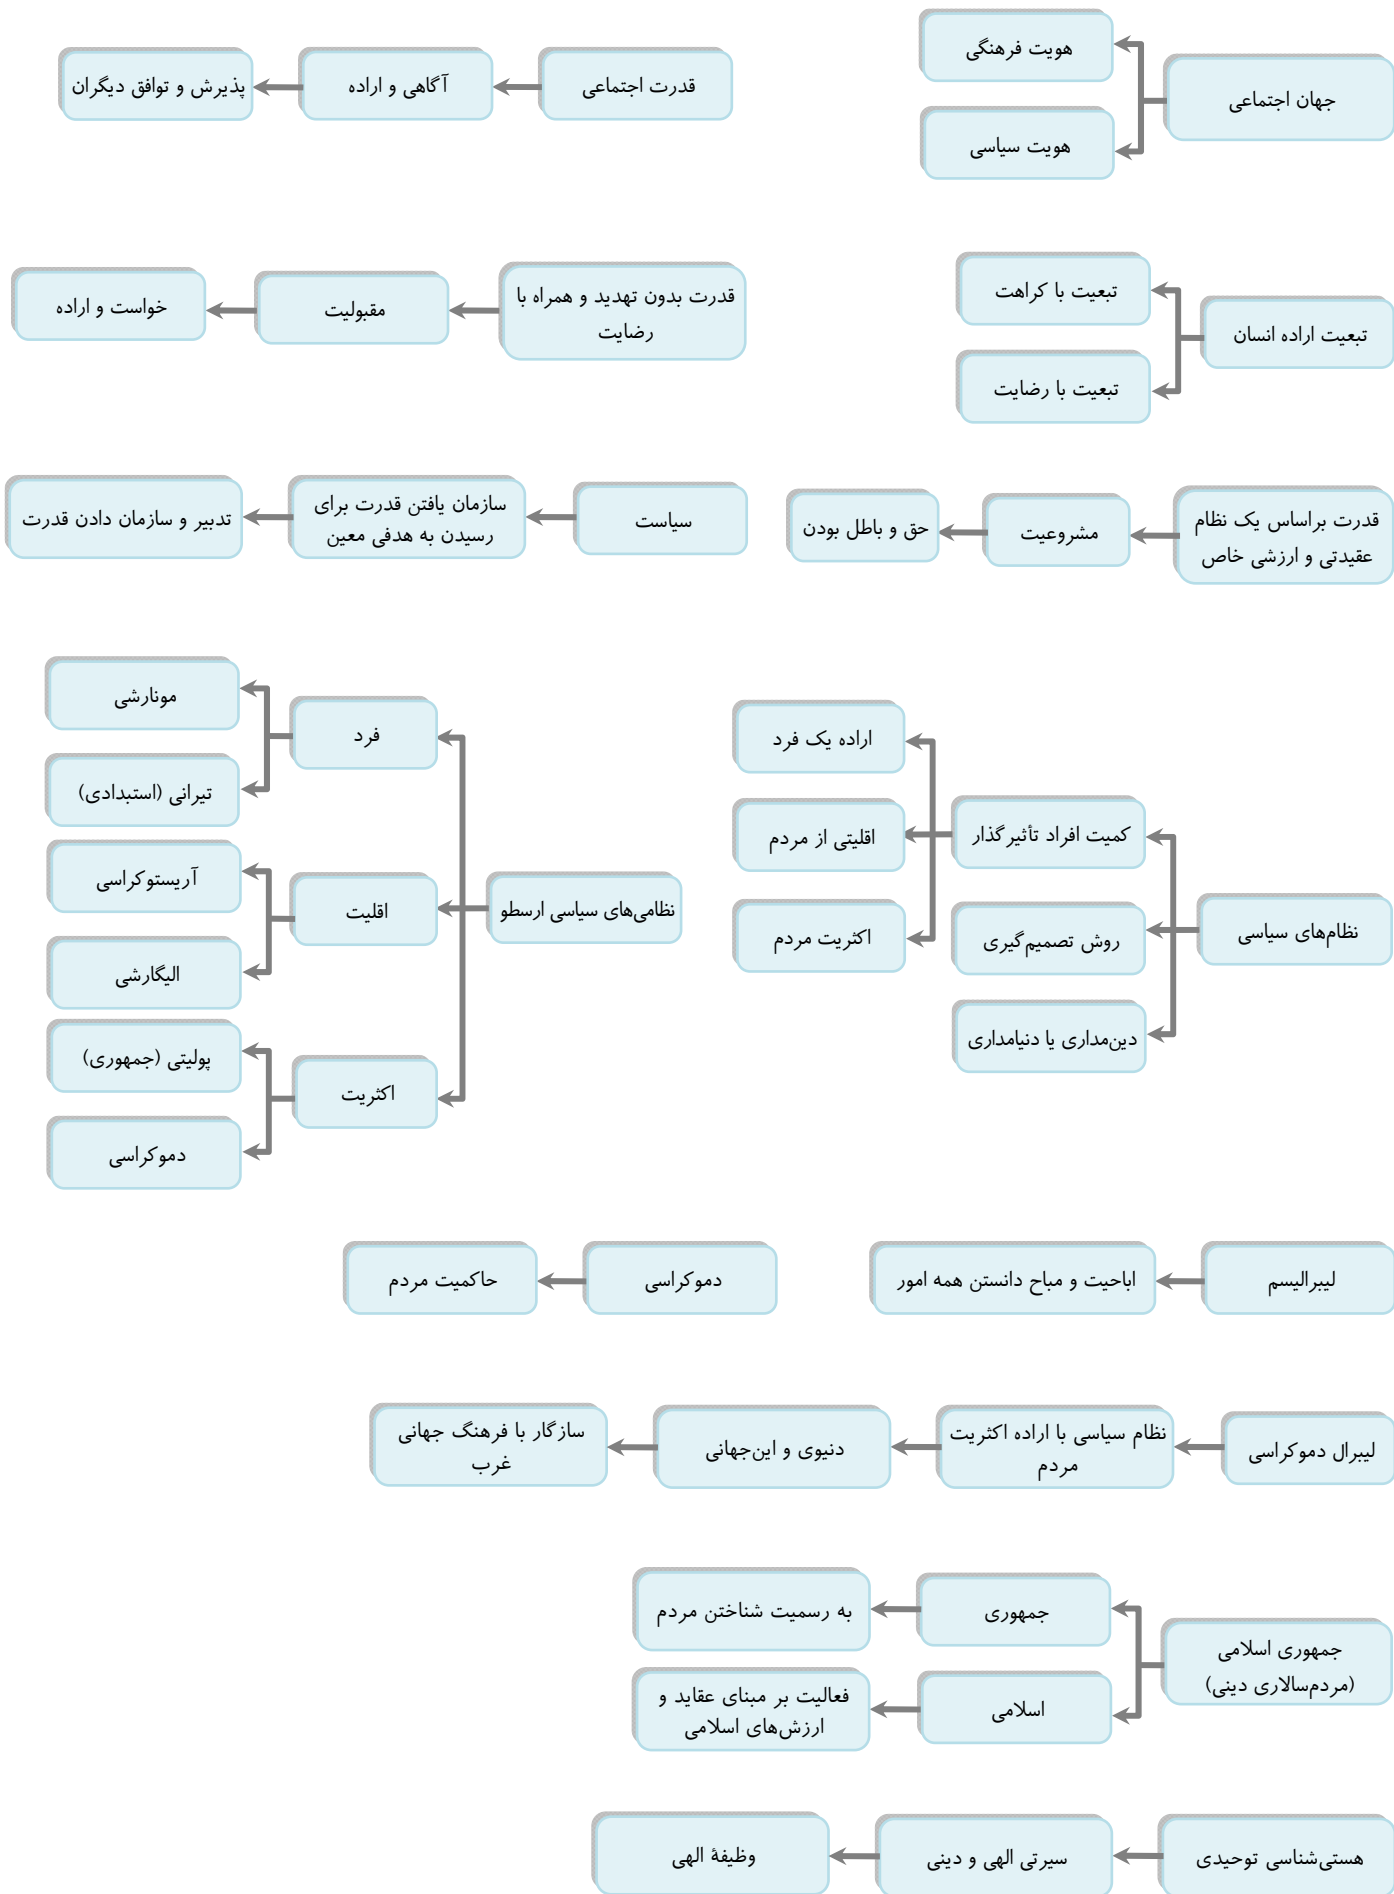 جهان اجتماعی
هویت فرهنگی
هویت سیاسی
قدرت اجتماعی
آگاهی و اراده
پذیرش و توافق دیگران
تبعیت اراده انسان
تبعیت با کراهت
تبعیت با رضایت
قدرت بدون تهدید و همراه با
رضایت
مقبولیت
خواست و اراده
قدرت براساس یک نظام
عقیدتی و ارزشی خاص
مشروعیت
حق و باطل بودن
سیاست
سازمان یافتن قدرت برای
رسیدن به هدفی معین
تدبیر و سازمان دادن قدرت
نظام‌های سیاسی
کمیت افراد تأثیرگذار
اراده یک فرد
اقلیتی از مردم
اکثریت مردم
روش تصمیم‌گیری
دین‌مداری یا دنیامداری
نظامی‌های سیاسی ارسطو
فرد
مونارشی
تیرانی (استبدادی)
اقلیت
آریستوکراسی
الیگارشی
اکثریت
پولیتی (جمهوری)
دموکراسی
لیبرالیسم
اباحیت و مباح دانستن همه امور
دموکراسی
حاکمیت مردم
لیبرال دموکراسی
نظام سیاسی با اراده اکثریت
مردم
دنیوی و این‌جهانی
سازگار با فرهنگ جهانی
غرب
جمهوری اسلامی
(مردم‌سالاری دینی)
جمهوری
به رسمیت شناختن مردم
اسلامی
فعالیت بر مبنای عقاید و
ارزش‌های اسلامی
هستی‌شناسی توحیدی
سیرتی الهی و دینی
وظیفۀ الهی